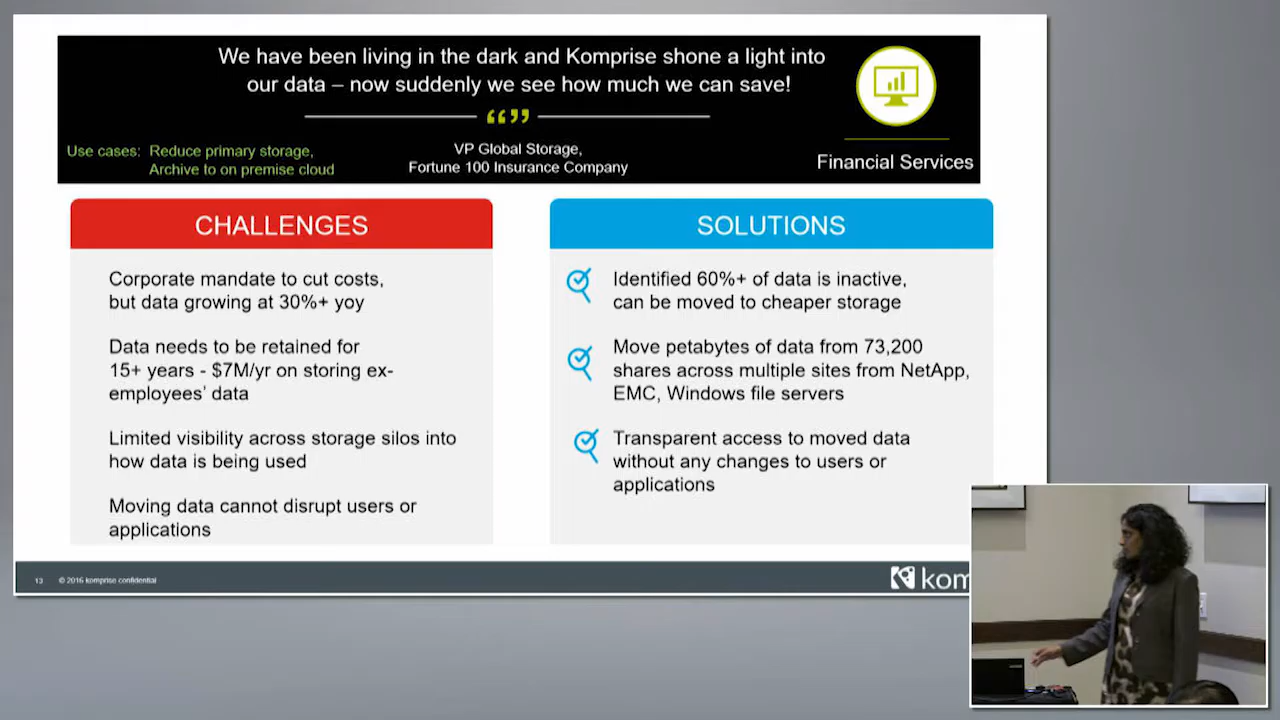 We have been living in the dark and Komprise shone a light into
our data – now suddenly we see how much we can save!
““””
Use cases: Reduce primary storage,
Archive to on premise cloud
VP Global Storage,
Fortune 100 Insurance Company
Financial Services
CHALLENGES
Corporate mandate to cut costs,
but data growing at 30%+ yoy
Data needs to be retained for
15+ years - $7M/yr on storing ex-
employees’ data
Limited visibility across storage silos into
how data is being used
Moving data cannot disrupt users or
applications
SOLUTIONS
Identified 60%+ of data is inactive,
can be moved to cheaper storage
Move petabytes of data from 73,200
shares across multiple sites from NetApp,
EMC, Windows file servers
Transparent access to moved data
without any changes to users or
applications
13 © 2016 komprise confidential
kom